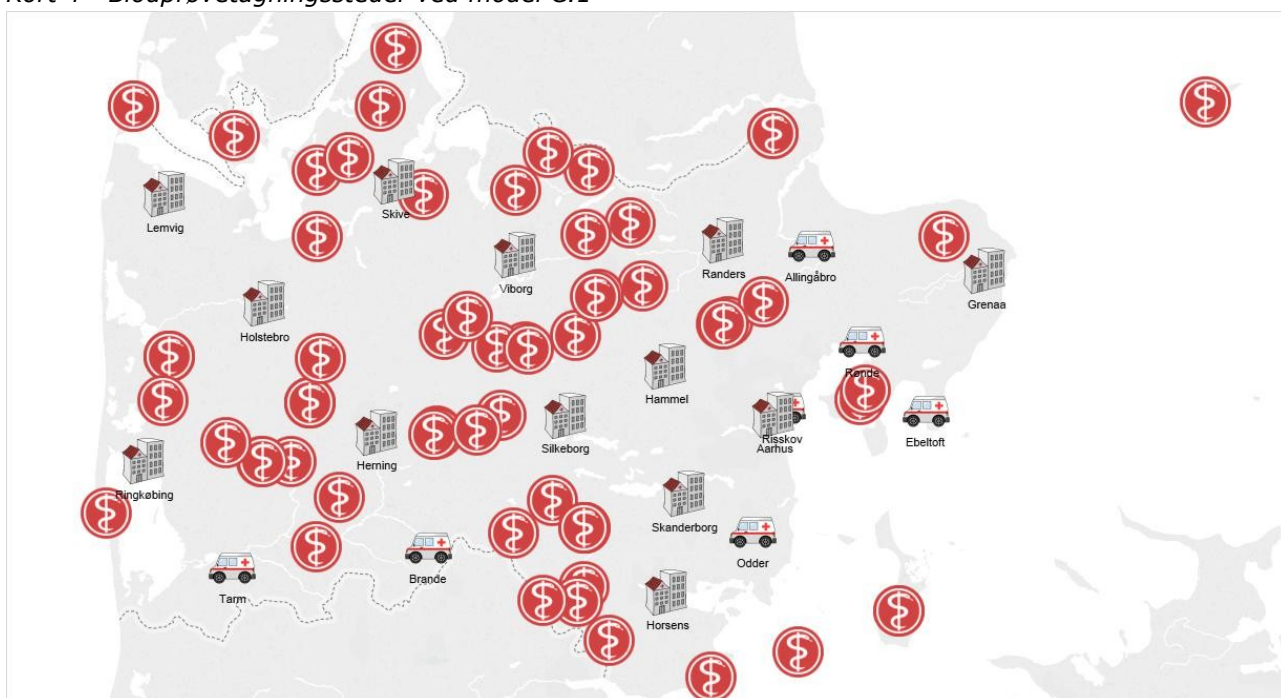 Skive
Lemvig
Randers
Allingåbro
Viborg
Grenaa
Holstebro
Rønde
Hammel
Risskov
Aarhus
Ebeltoft
Silkeborg
Herning
Ringkøbing
Skanderborg
Odder
Brande
Tarm
Horsens